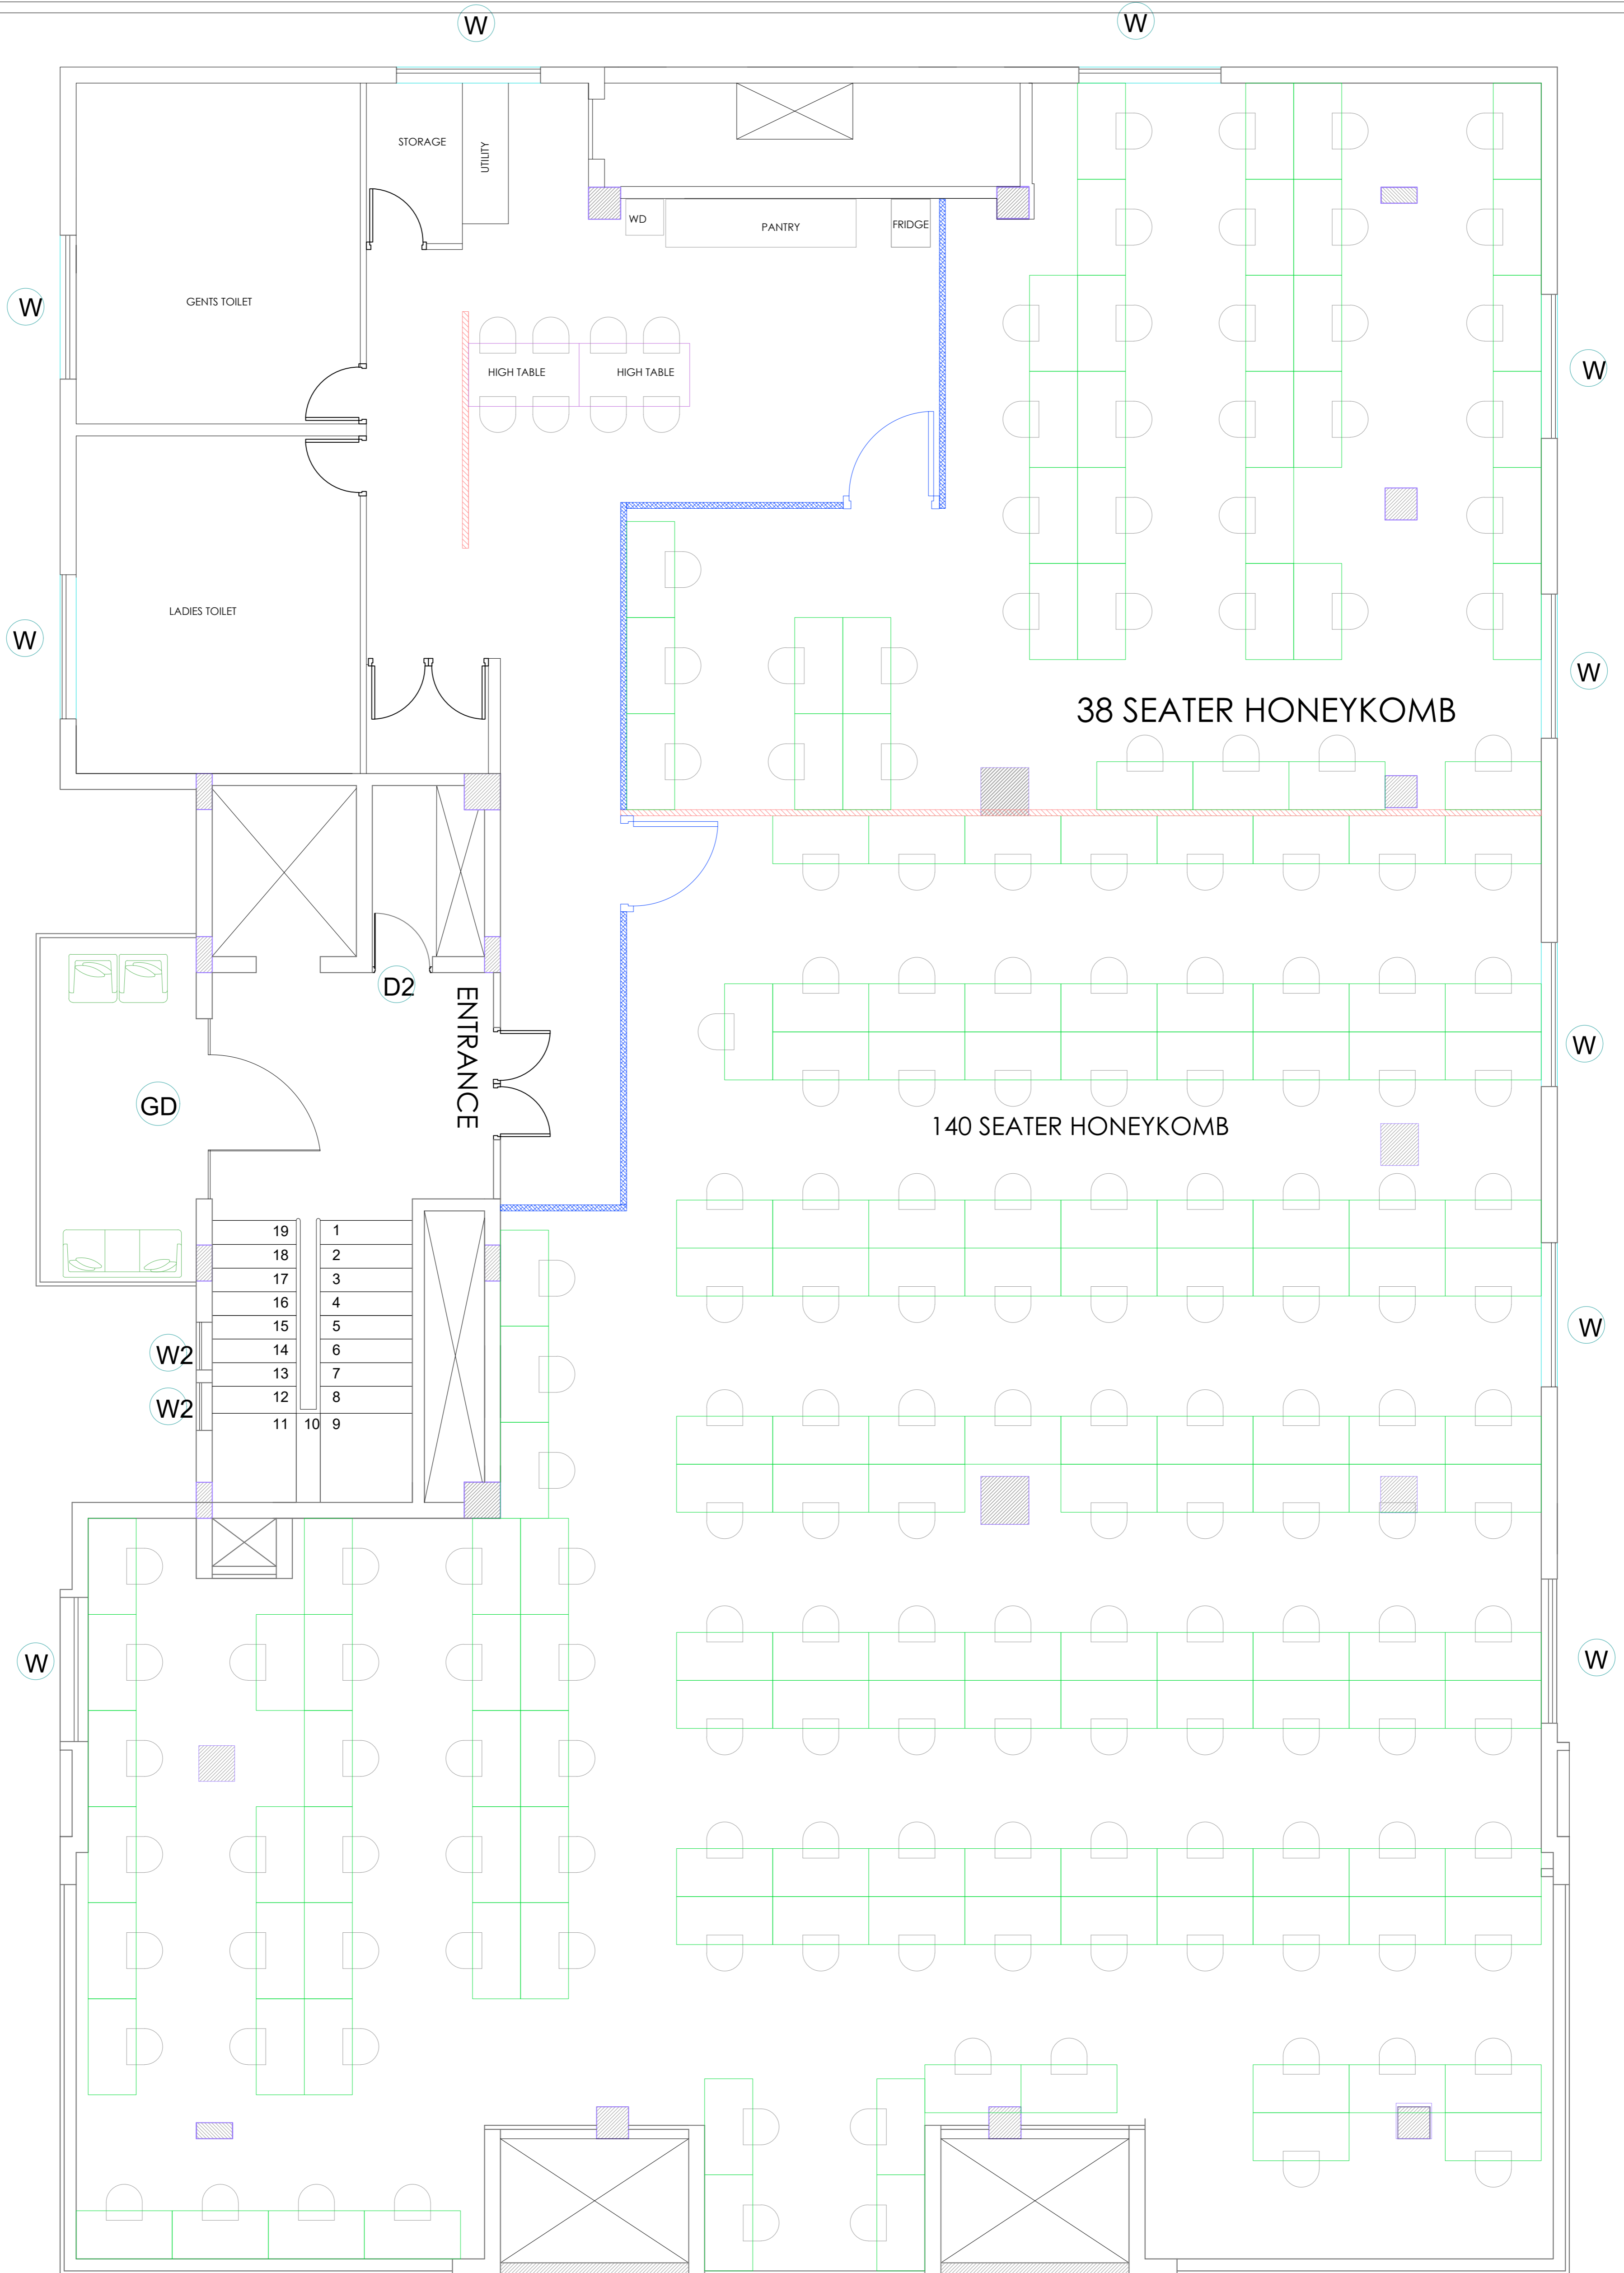 W
W
STORAGE
UTILITY
WD
PANTRY
FRIDGE
GENTS TOILET
W
HIGH TABLE
HIGH TABLE
W
LADIES TOILET
W
W
38 SEATER HONEYKOMB
D2
ENTRANCE
W
GD
140 SEATER HONEYKOMB
19 1
18 2
17 3
16 4
15 5
14 6
13 7
12 8
11 10 9
W
W2
W2
W
W